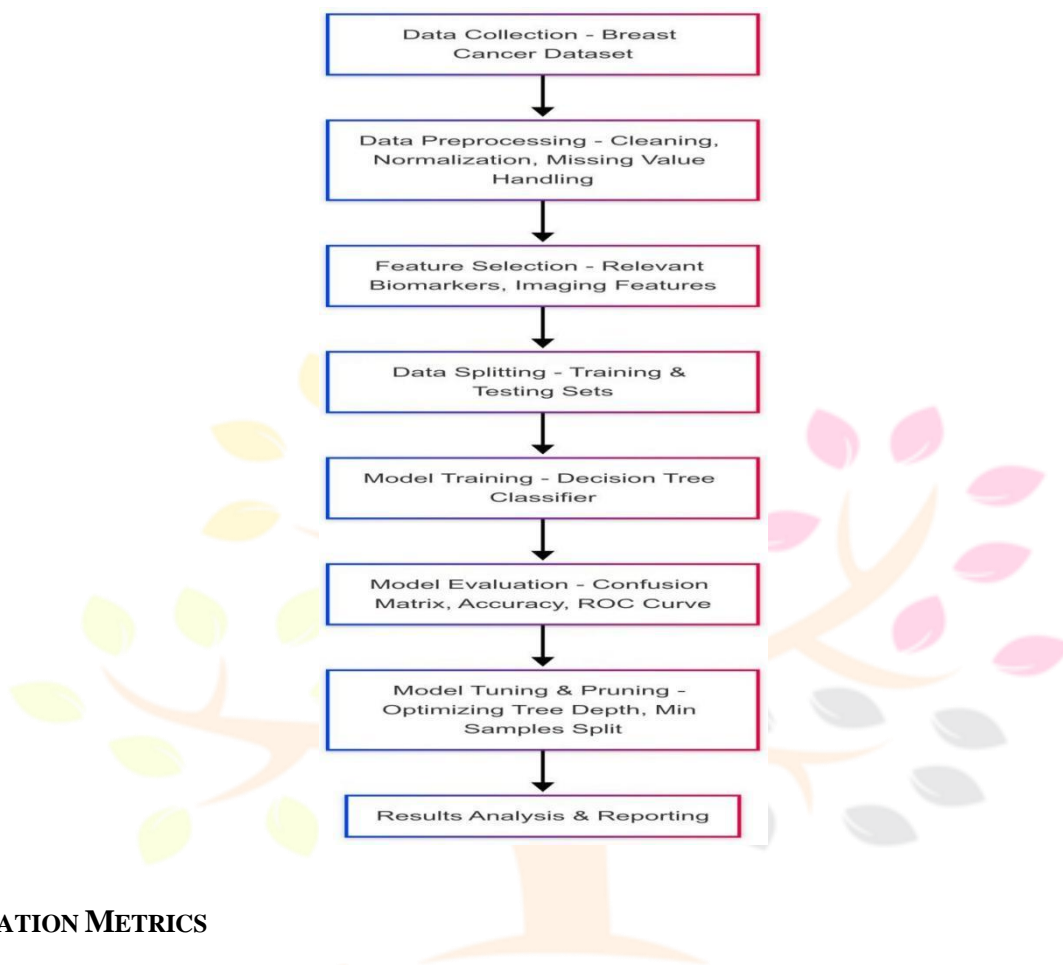 Data Collection - Breast
Cancer Dataset
Data Preprocessing - Cleaning,
Normalization, Missing Value
Handling
Feature Selection - Relevant
Biomarkers, Imaging Features
Data Splitting - Training &
Testing Sets
Model Training - Decision Tree
Classifier
Model Evaluation - Confusion
Matrix, Accuracy, ROC Curve
Model Tuning & Pruning -
Optimizing Tree Depth, Min
Samples Split
Results Analysis & Reporting
ATION METRICS